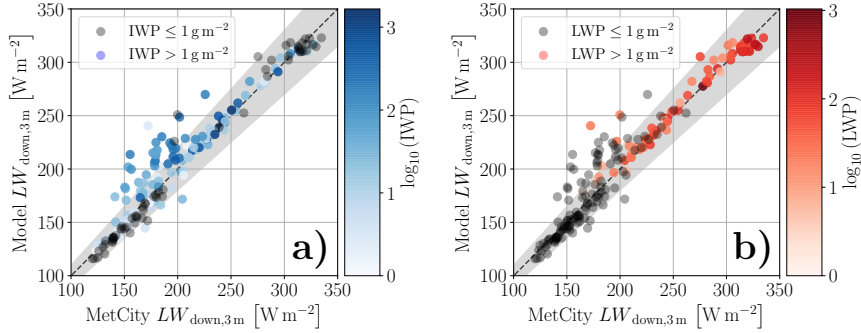 350
300
250
200
150
100
100 150 200 250 300 350
Model LW_down,3 m [W m−2]
MetCity LW_down,3 m [W m−2]
IWP ≤ 1 g m−2
IWP > 1 g m−2
a)
3
2
1
0
log10(IWP)
350
300
250
200
150
100
100 150 200 250 300 350
Model LW_down,3 m [W m−2]
MetCity LW_down,3 m [W m−2]
LWP ≤ 1 g m−2
LWP > 1 g m−2
b)
3
2
1
0
log10(LWP)